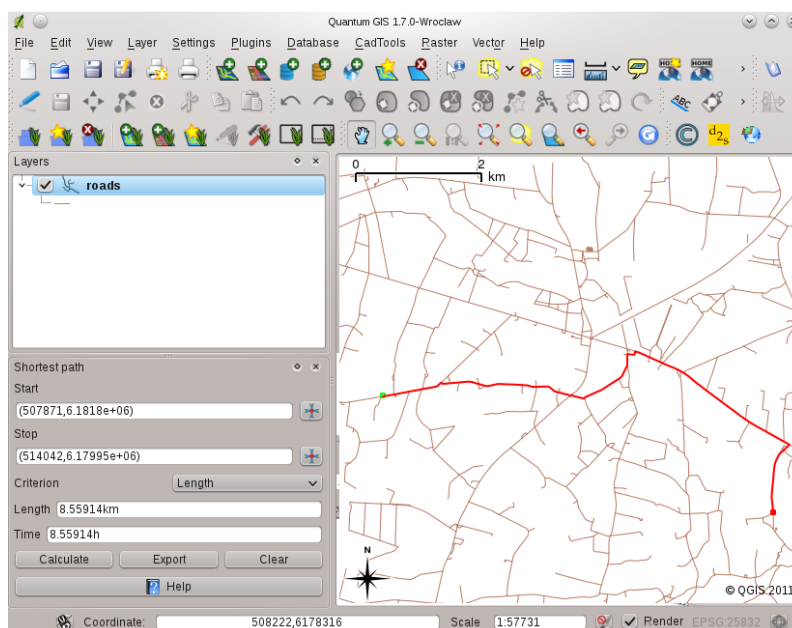 Quantum GIS 1.7.0-Wroclaw
File Edit View Layer Settings Plugins Database CadTools Raster Vector Help
ABC
d2s
Layers
roads
Shortest path
Start
(507871,6.1818e+06)
Stop
(514042,6.17995e+06)
Criterion Length
Length 8.55914km
Time 8.55914h
Calculate Export Clear
Help
0 2
km
N
© QGIS 2011
Coordinate: 508222,6178316 Scale 1:57731 Render EPSG:25832